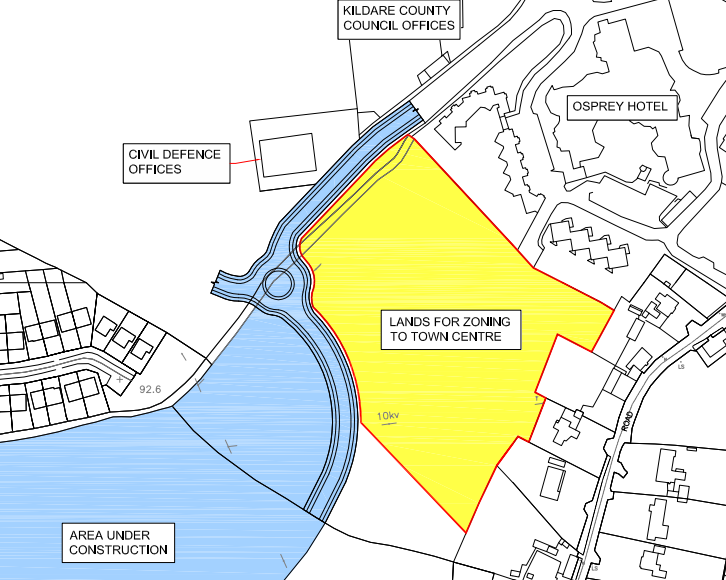 KILDARE COUNTY
COUNCIL OFFICES
OSPREY HOTEL
CIVIL DEFENCE
OFFICES
LANDS FOR ZONING
TO TOWN CENTRE
LS
92.6
10kv
ROAD
AREA UNDER
CONSTRUCTION
LS